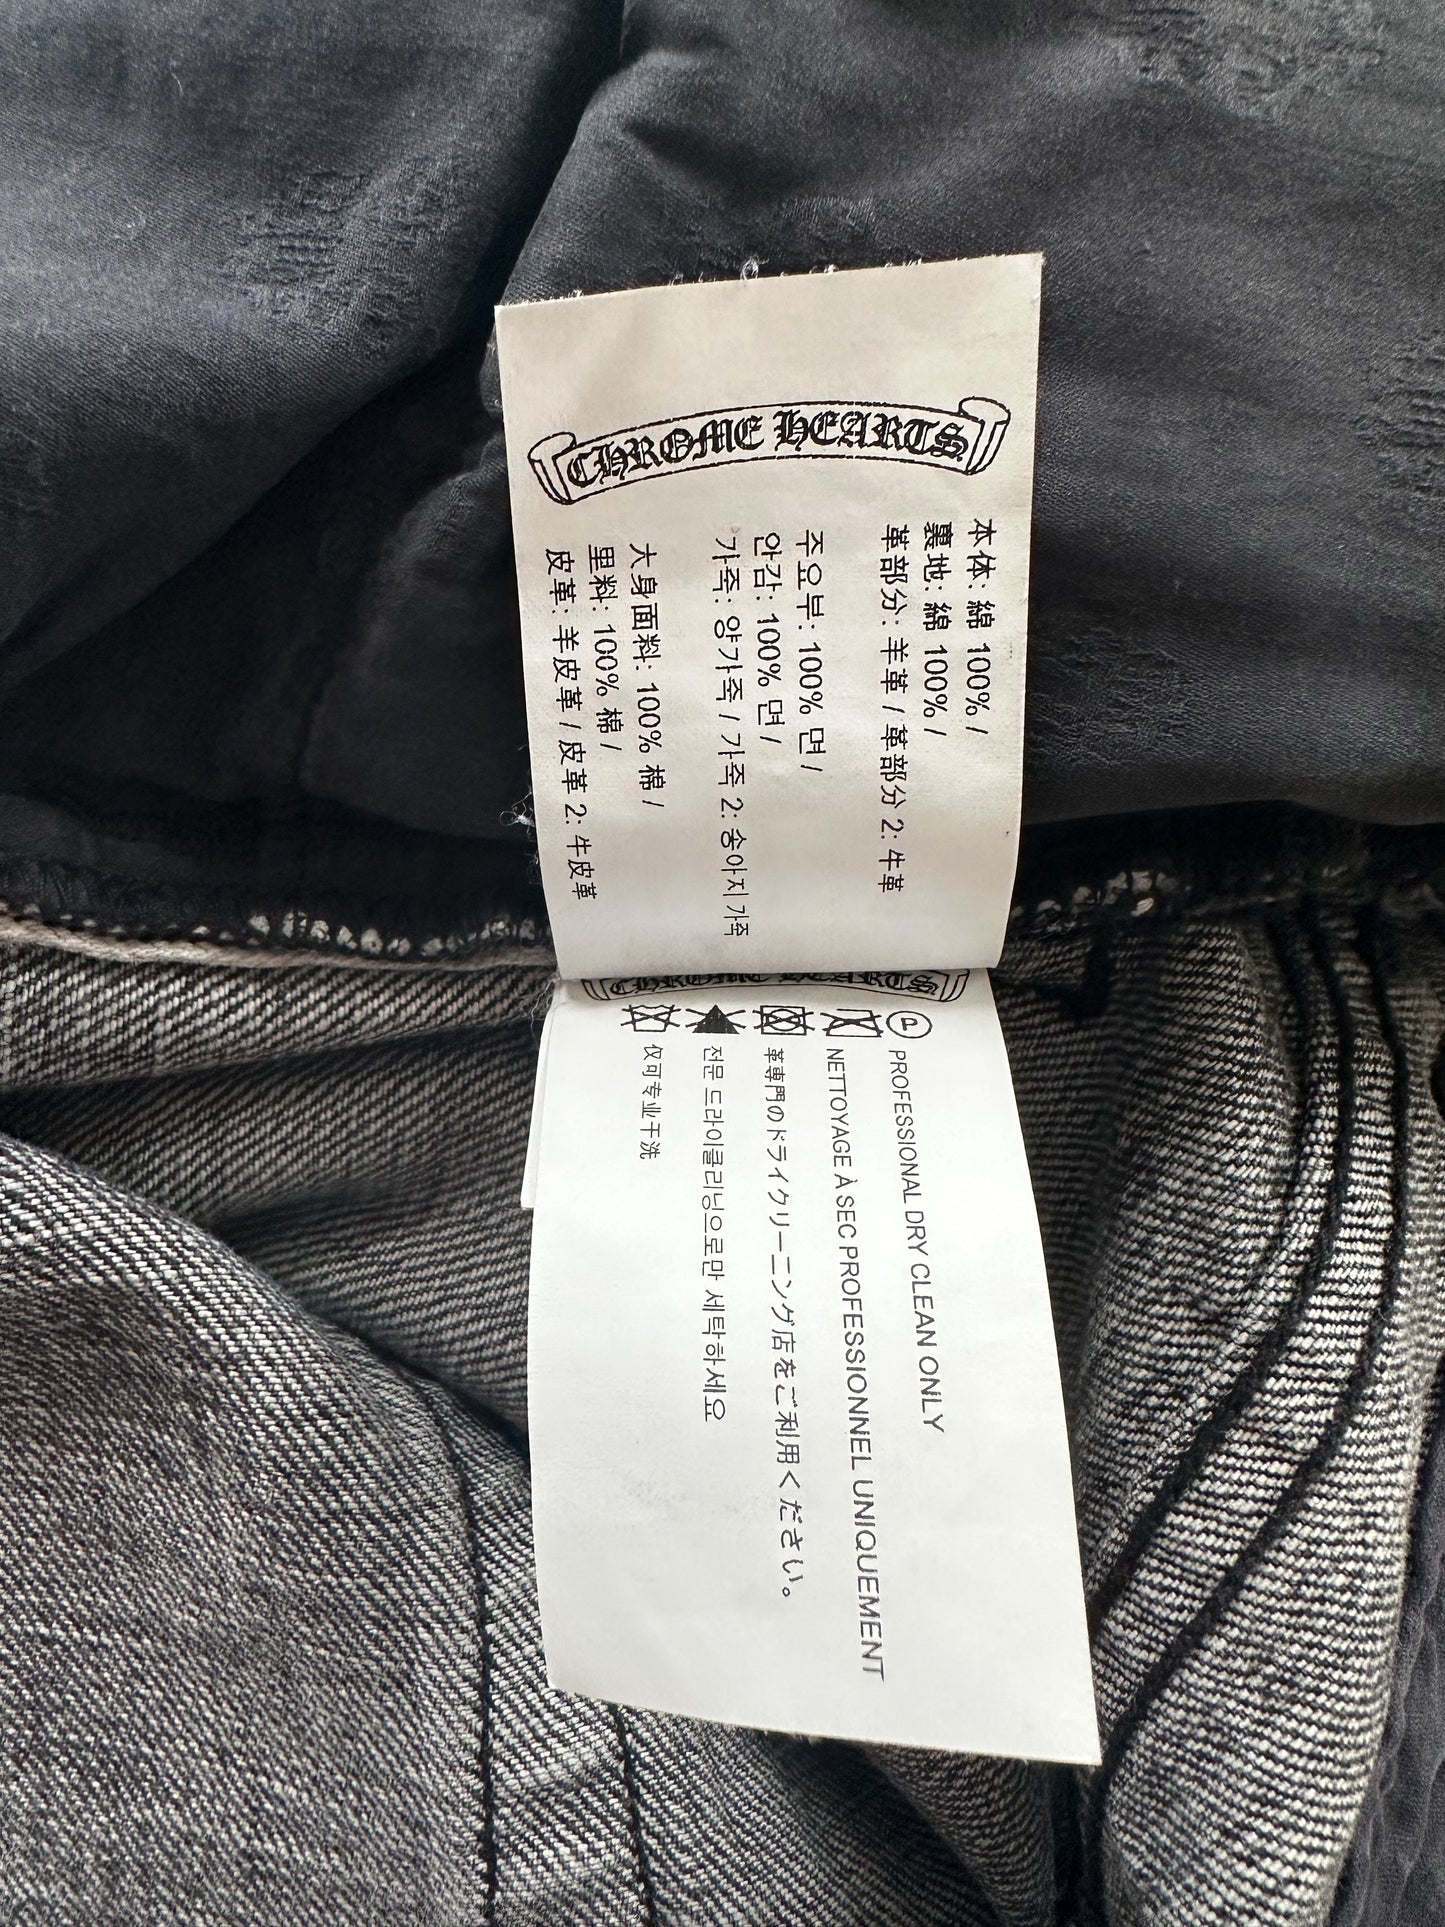 CHROME HEARTS
本体: 綿 100% /
裏地: 綿 100% /
革部分: 羊革 / 革部分 2: 牛革
주요부: 100% 면 /
안감: 100% 면 /
가죽: 양가죽 / 가죽 2: 송아지 가죽
大身面料: 100% 棉 /
里料: 100% 棉 /
皮革: 羊皮革 / 皮革 2: 牛皮革
CHROME HEARTS
P
PROFESSIONAL DRY CLEAN ONLY
NETTOYAGE À SEC PROFESSIONNEL UNIQUEMENT
革専門のドライクリーニング店をご利用ください。
전문 드라이클리닝으로만 세탁하세요
仅可专业干洗